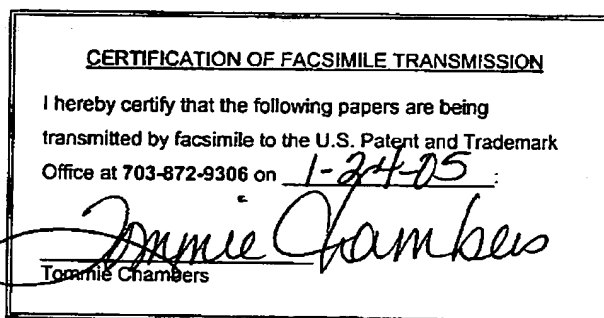 CERTIFICATION OF FACSIMILE TRANSMISSION
I hereby certify that the following papers are being
transmitted by facsimile to the U.S. Patent and Trademark
Office at 703-872-9306 on 1-24-05 :
Tommie Chambers
Tommie Chambers